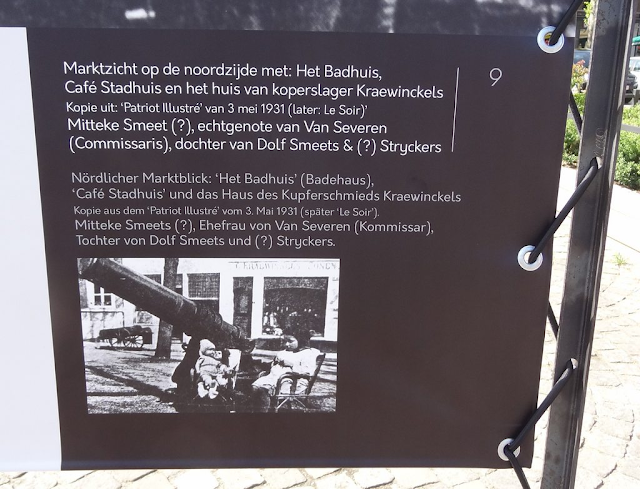 Marktzicht op de noordzijde met: Het Badhuis,
Café Stadhuis en het huis van koperslager Kraewinckels
Kopie uit: 'Patriot Illustré' van 3 mei 1931 (later: Le Soir)'
Mitteke Smeet (?), echtgenote van Van Severen
(Commissaris), dochter van Dolf Smeets & (?) Stryckers
9
Nördlicher Marktblick: 'Het Badhuis' (Badehaus),
'Café Stadhuis' und das Haus des Kupferschmieds Kraewinckels
Kopie aus dem 'Patriot Illustré' vom 3. Mai 1931 (später 'Le Soir').
Mitteke Smeets (?), Ehefrau von Van Severen (Kommissar),
Tochter von Dolf Smeets und (?) Stryckers.